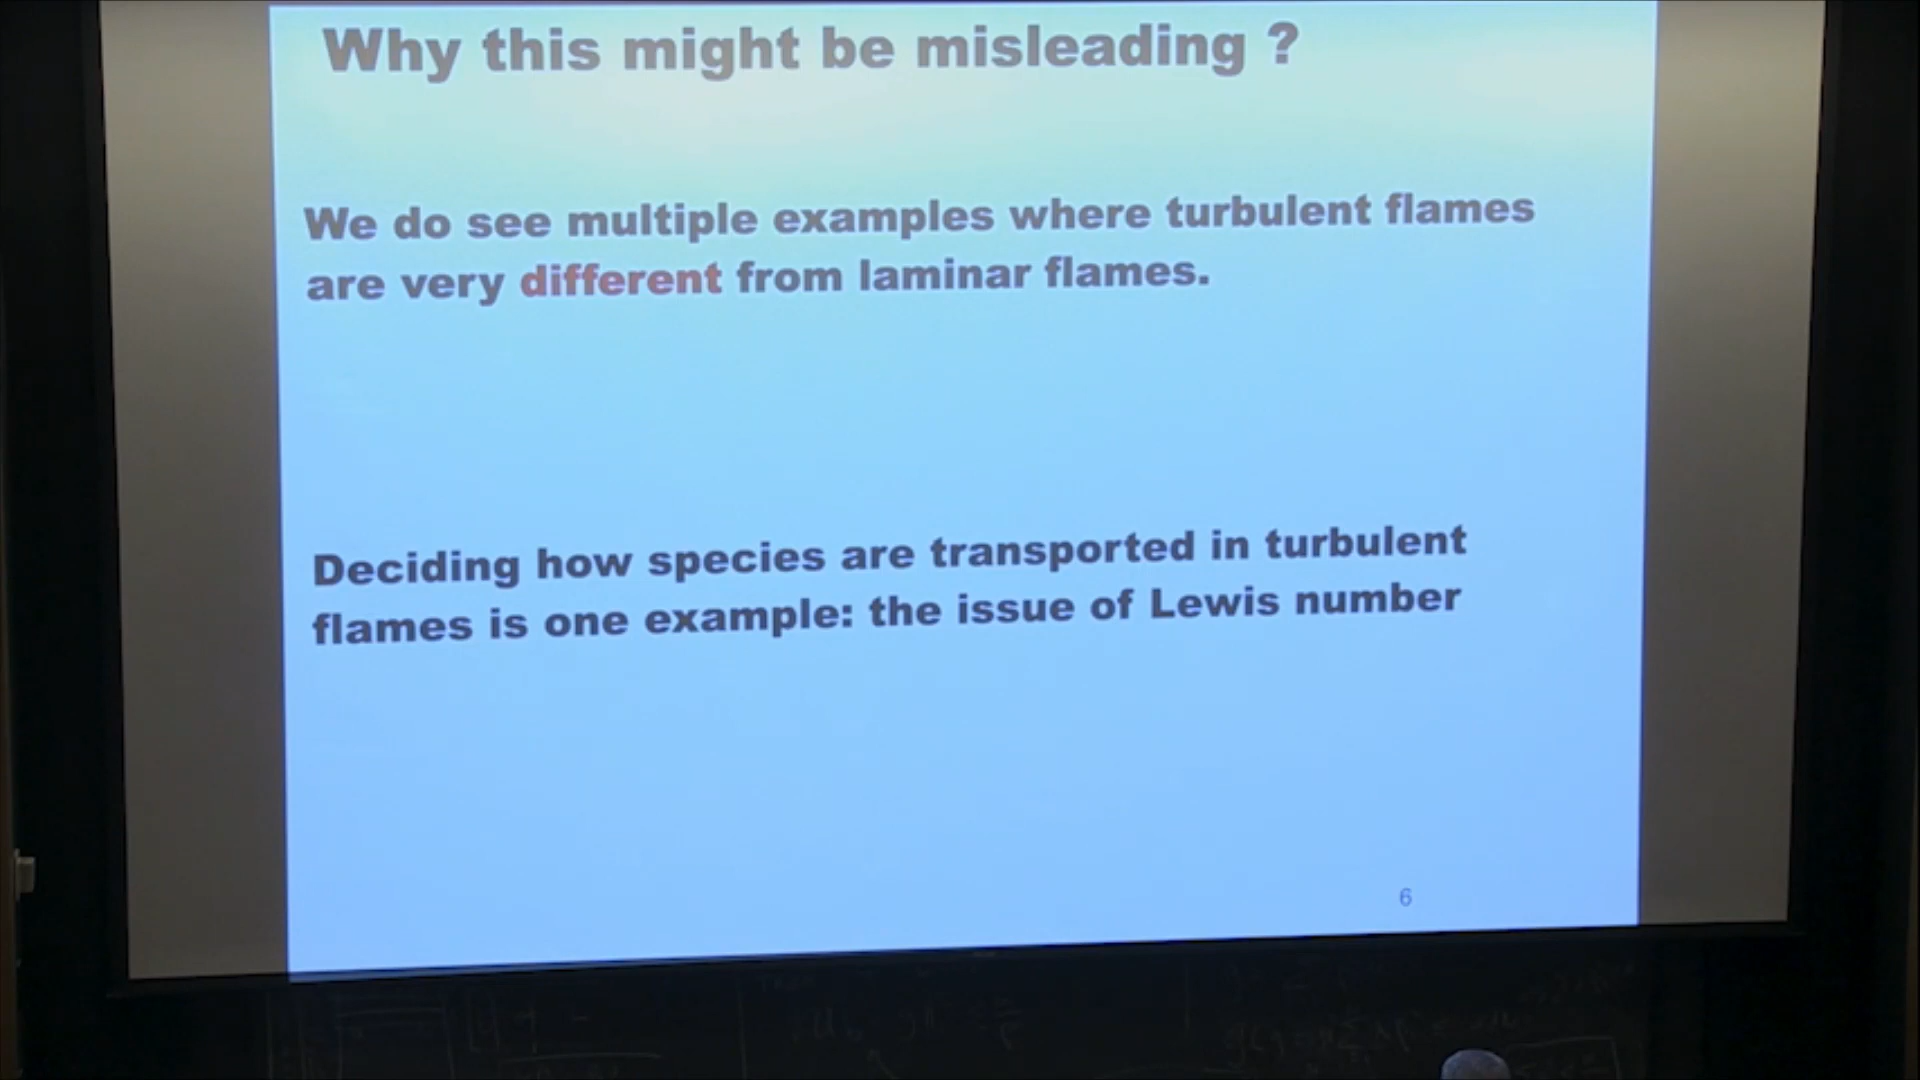 Why this might be misleading ?
We do see multiple examples where turbulent flames
are very different from laminar flames.
Deciding how species are transported in turbulent
flames is one example: the issue of Lewis number
6